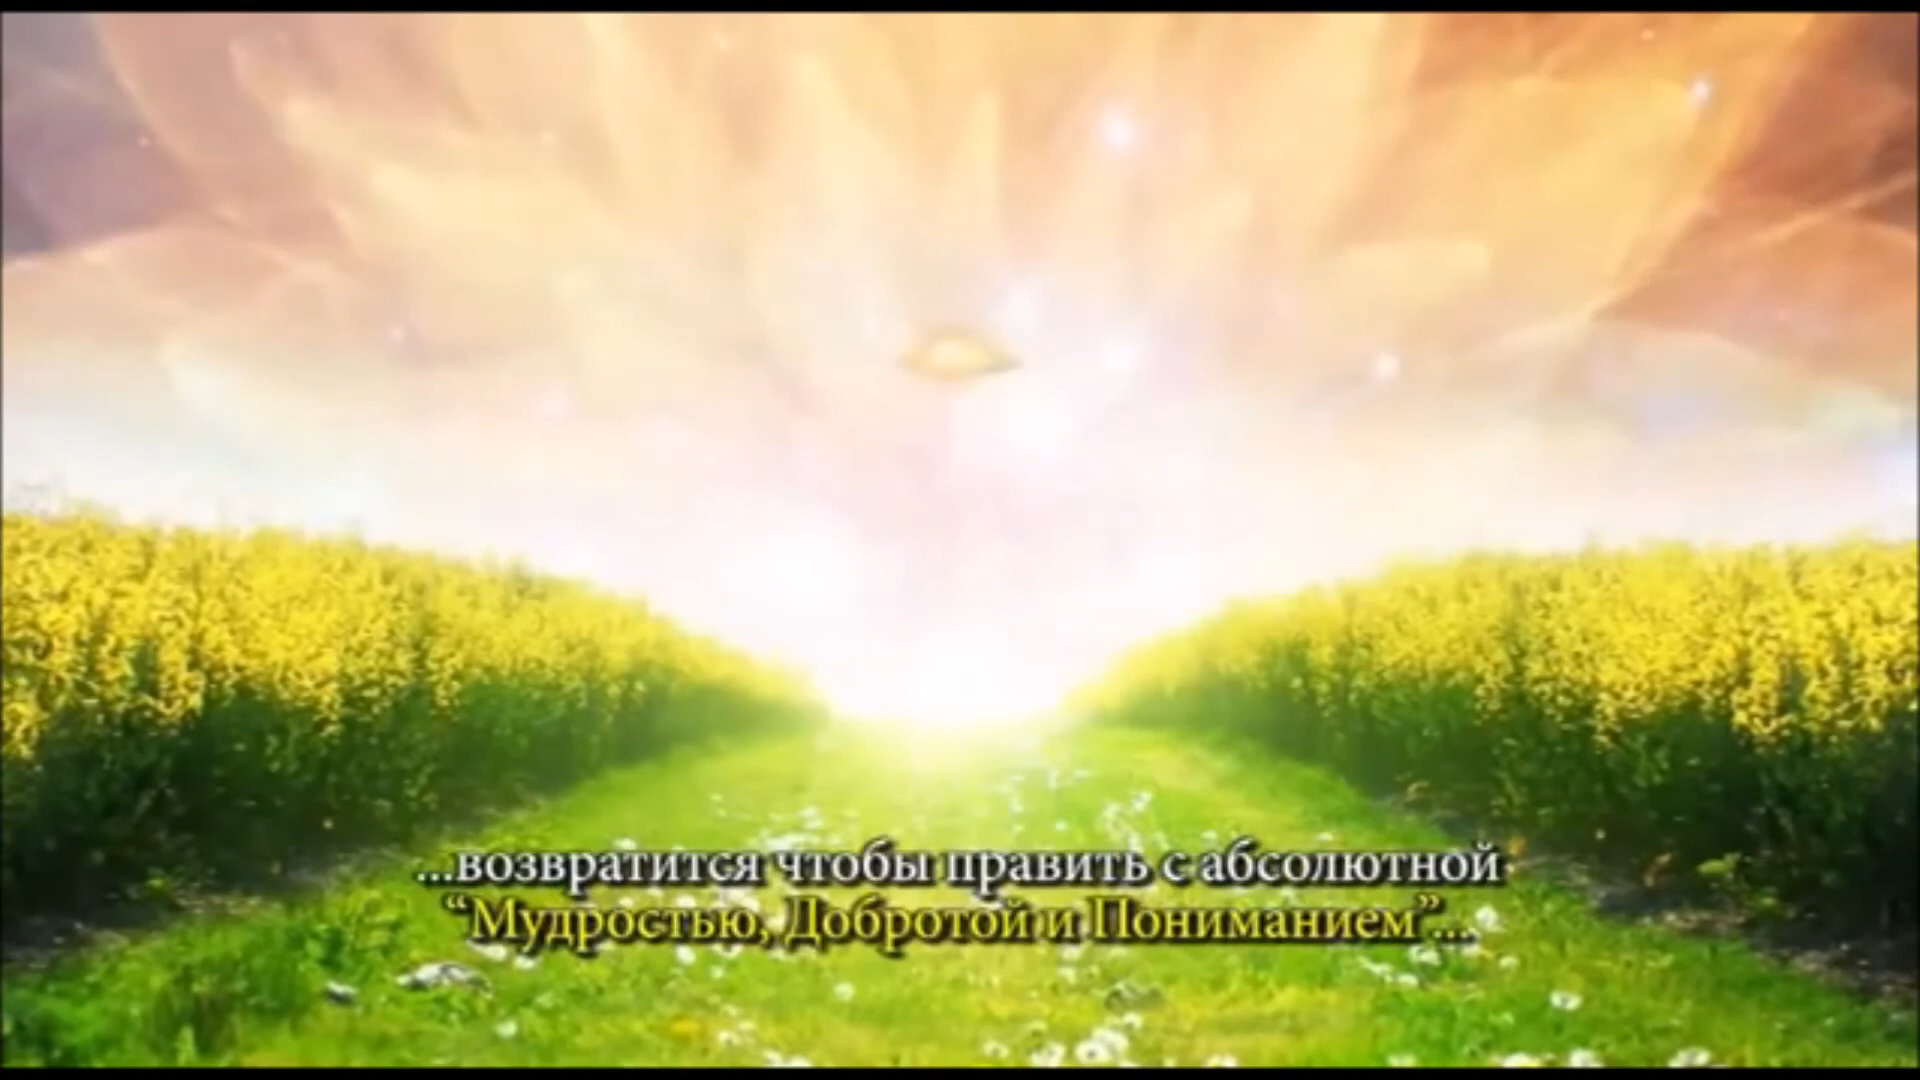 ...возвратится чтобы править с абсолютной
“Мудростью, Добротой и Пониманием”...